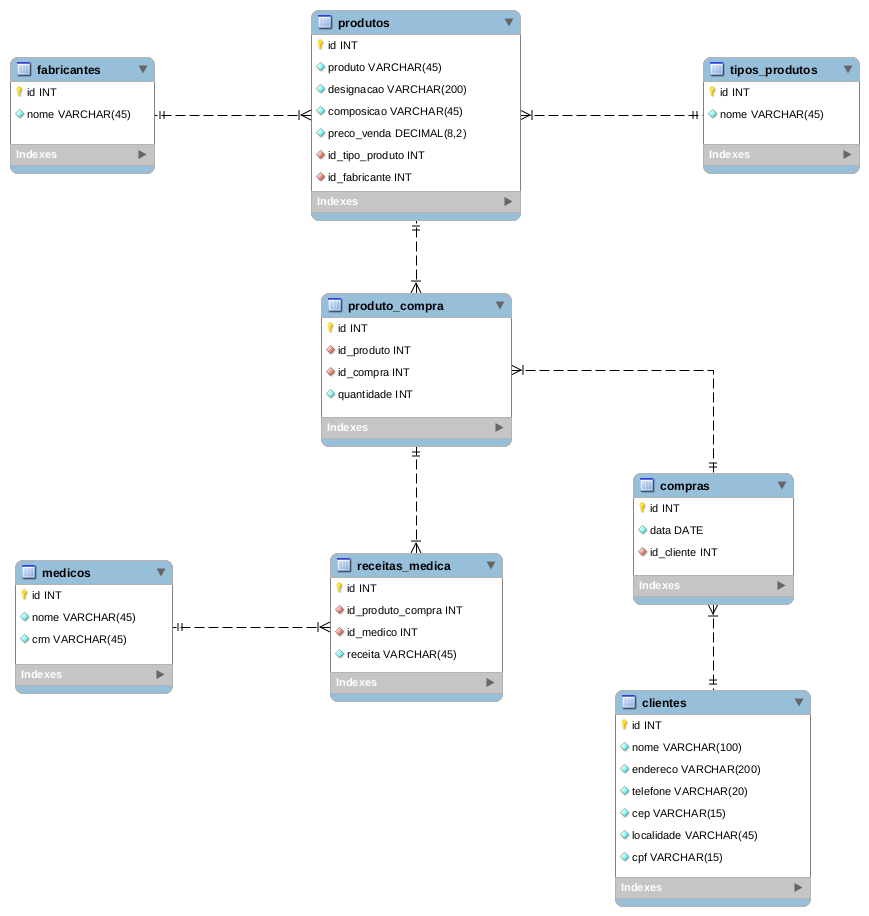 produtos
id INT
produto VARCHAR(45)
designacao VARCHAR(200)
composicao VARCHAR(45)
preco_venda DECIMAL(8,2)
id_tipo_produto INT
id_fabricante INT
Indexes
fabricantes
id INT
nome VARCHAR(45)
Indexes
tipos_produtos
id INT
nome VARCHAR(45)
Indexes
produto_compra
id INT
id_produto INT
id_compra INT
quantidade INT
Indexes
compras
id INT
data DATE
id_cliente INT
Indexes
medicos
id INT
nome VARCHAR(45)
crm VARCHAR(45)
Indexes
receitas_medica
id INT
id_produto_compra INT
id_medico INT
receita VARCHAR(45)
Indexes
clientes
id INT
nome VARCHAR(100)
endereco VARCHAR(200)
telefone VARCHAR(20)
cep VARCHAR(15)
localidade VARCHAR(45)
cpf VARCHAR(15)
Indexes